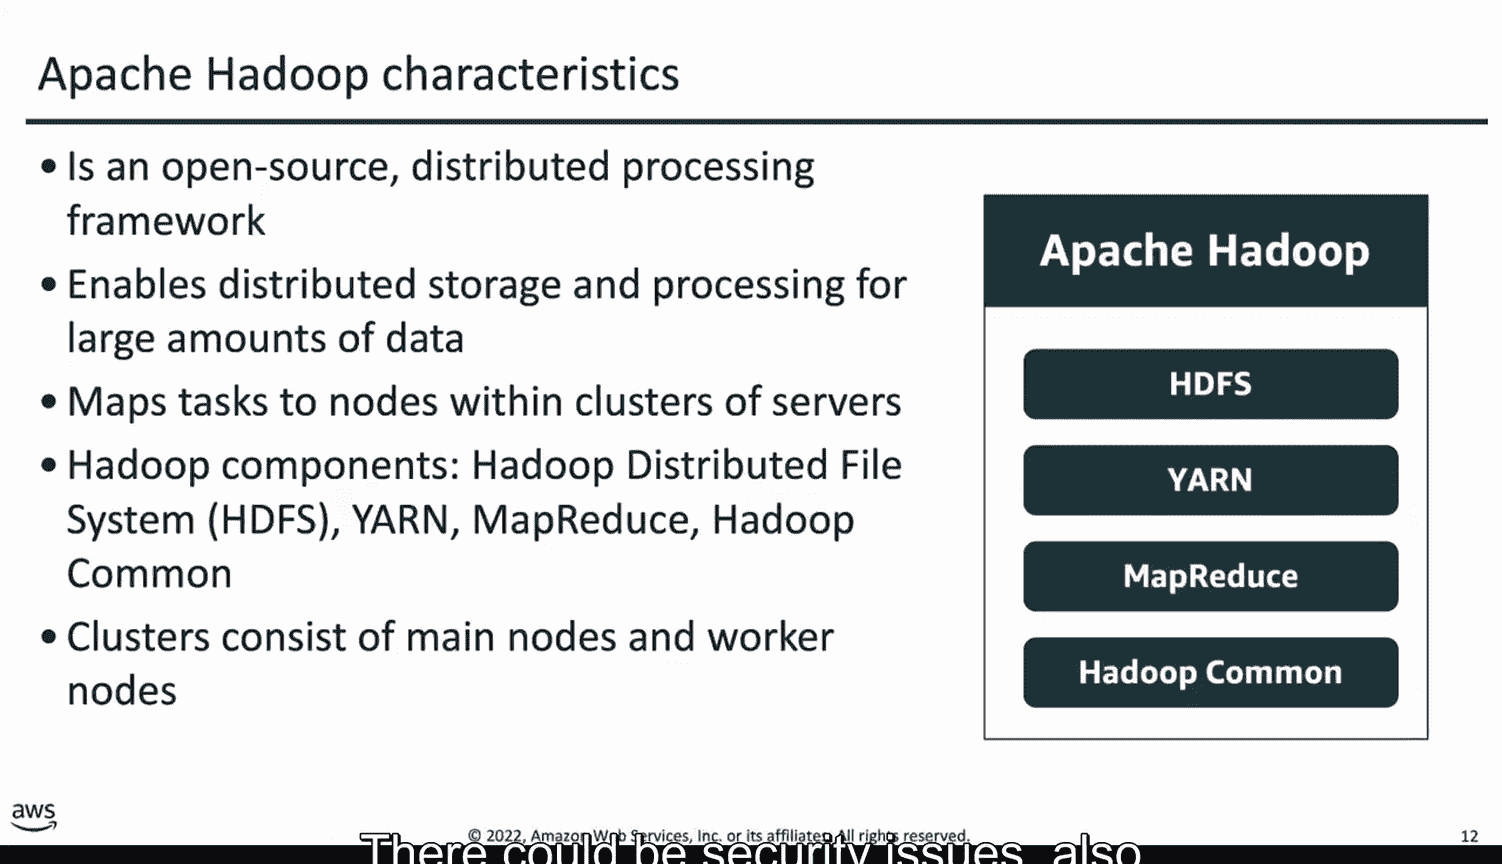 Apache Hadoop characteristics
• Is an open-source, distributed processing
framework
• Enables distributed storage and processing for
large amounts of data
• Maps tasks to nodes within clusters of servers
• Hadoop components: Hadoop Distributed File
System (HDFS), YARN, MapReduce, Hadoop
Common
• Clusters consist of main nodes and worker
nodes
Apache Hadoop
HDFS
YARN
MapReduce
Hadoop Common
aws
© 2022, Amazon Web Services, Inc. or its affiliates. All rights reserved.
12
There could be security issues, also